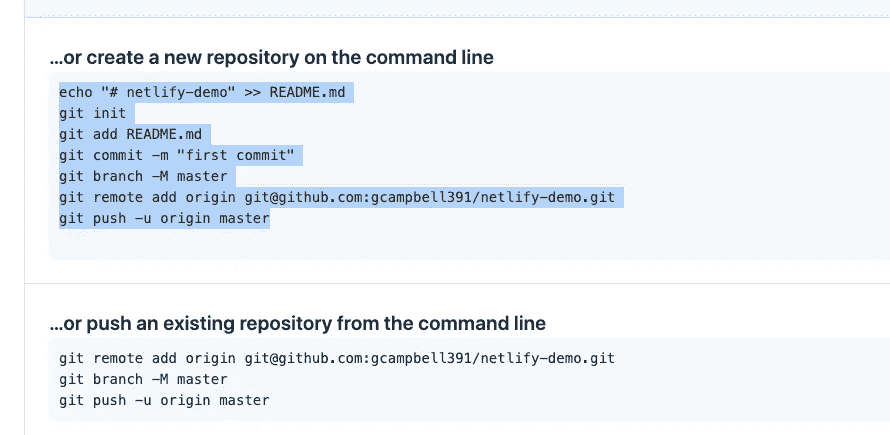 …or create a new repository on the command line
echo "# netlify-demo" >> README.md
git init
git add README.md
git commit -m "first commit"
git branch -M master
git remote add origin git@github.com:gcampbell391/netlify-demo.git
git push -u origin master
…or push an existing repository from the command line
git remote add origin git@github.com:gcampbell391/netlify-demo.git
git branch -M master
git push -u origin master